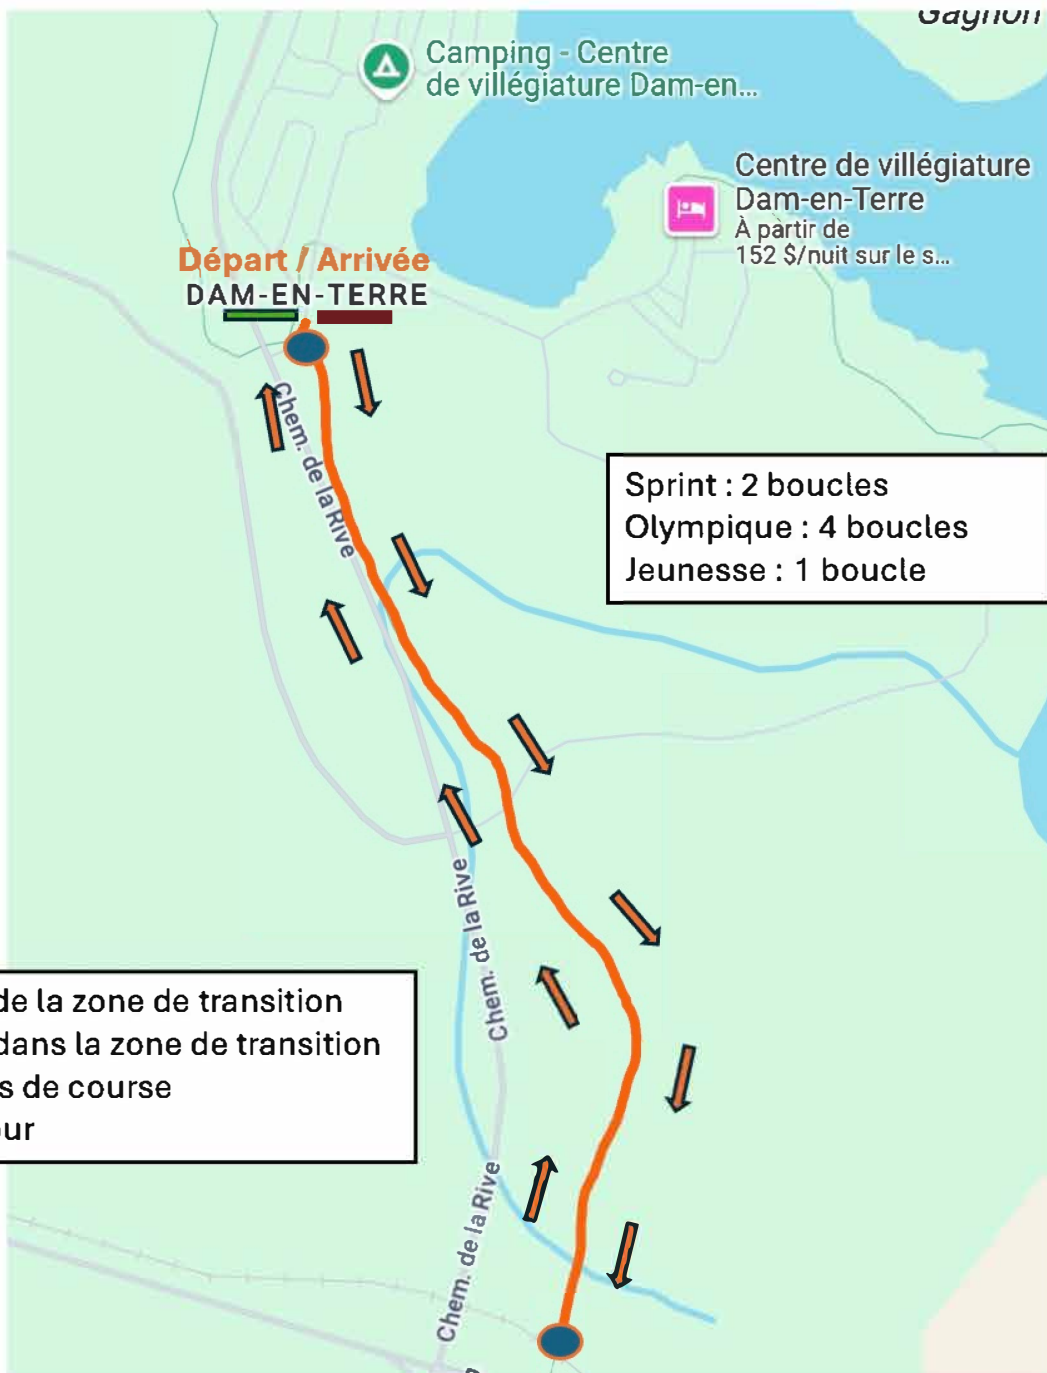 Gagnon
Camping - Centre
de villégiature Dam-en...
Centre de villégiature
Dam-en-Terre
À partir de
152 $/nuit sur le s...
Départ / Arrivée
DAM-EN-TERRE
Chem. de la Rive
Sprint : 2 boucles
Olympique : 4 boucles
Jeunesse : 1 boucle
Chem. de la Rive
de la zone de transition
dans la zone de transition
s de course
our
Chem. de la Rive